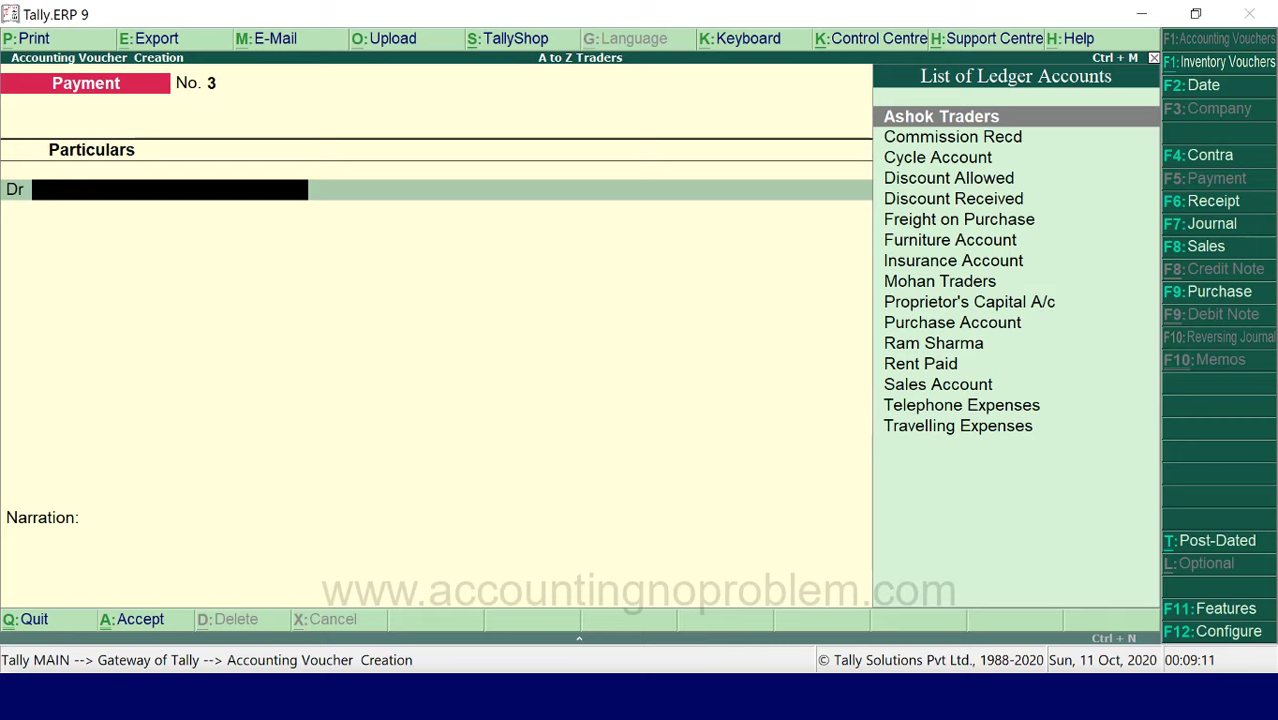 Tally.ERP 9
P: Print E: Export M: E-Mail O: Upload S: TallyShop G: Language K: Keyboard K: Control Centre H: Support Centre H: Help
F1: Accounting Vouchers
Accounting Voucher Creation A to Z Traders Ctrl + M
F1: Inventory Vouchers
Payment No. 3
List of Ledger Accounts
F2: Date
F3: Company
Particulars
Dr
Ashok Traders
Commission Recd
Cycle Account
Discount Allowed
Discount Received
Freight on Purchase
Furniture Account
Insurance Account
Mohan Traders
Proprietor's Capital A/c
Purchase Account
Ram Sharma
Rent Paid
Sales Account
Telephone Expenses
Travelling Expenses
F4: Contra
F5: Payment
F6: Receipt
F7: Journal
F8: Sales
F8: Credit Note
F9: Purchase
F9: Debit Note
F10: Reversing Journal
F10: Memos
Narration:
T: Post-Dated
L: Optional
www.accountingnoproblem.com
F11: Features
F12: Configure
Q: Quit A: Accept D: Delete X: Cancel
Ctrl + N
Tally MAIN --> Gateway of Tally --> Accounting Voucher Creation © Tally Solutions Pvt Ltd., 1988-2020 Sun, 11 Oct, 2020 00:09:11